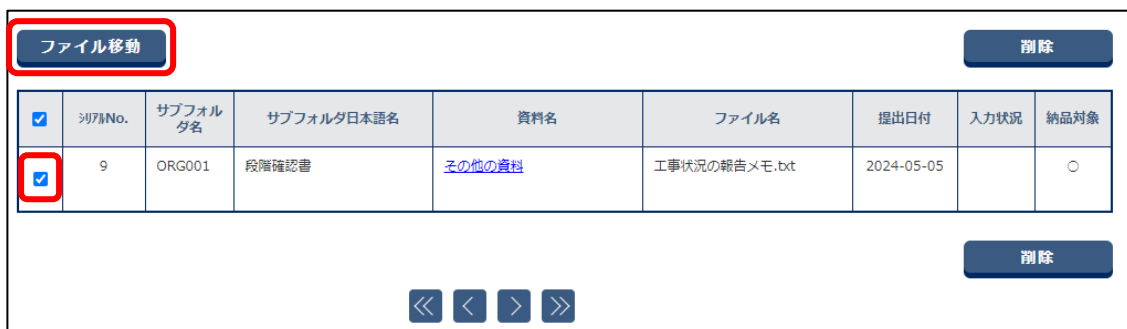 ファイル移動
削除
ｼﾘｱﾙNo.
サブフォル
ダ名
サブフォルダ日本語名
資料名
ファイル名
提出日付
入力状況
納品対象
9
ORG001
段階確認書
その他の資料
工事状況の報告メモ.txt
2024-05-05
○
削除